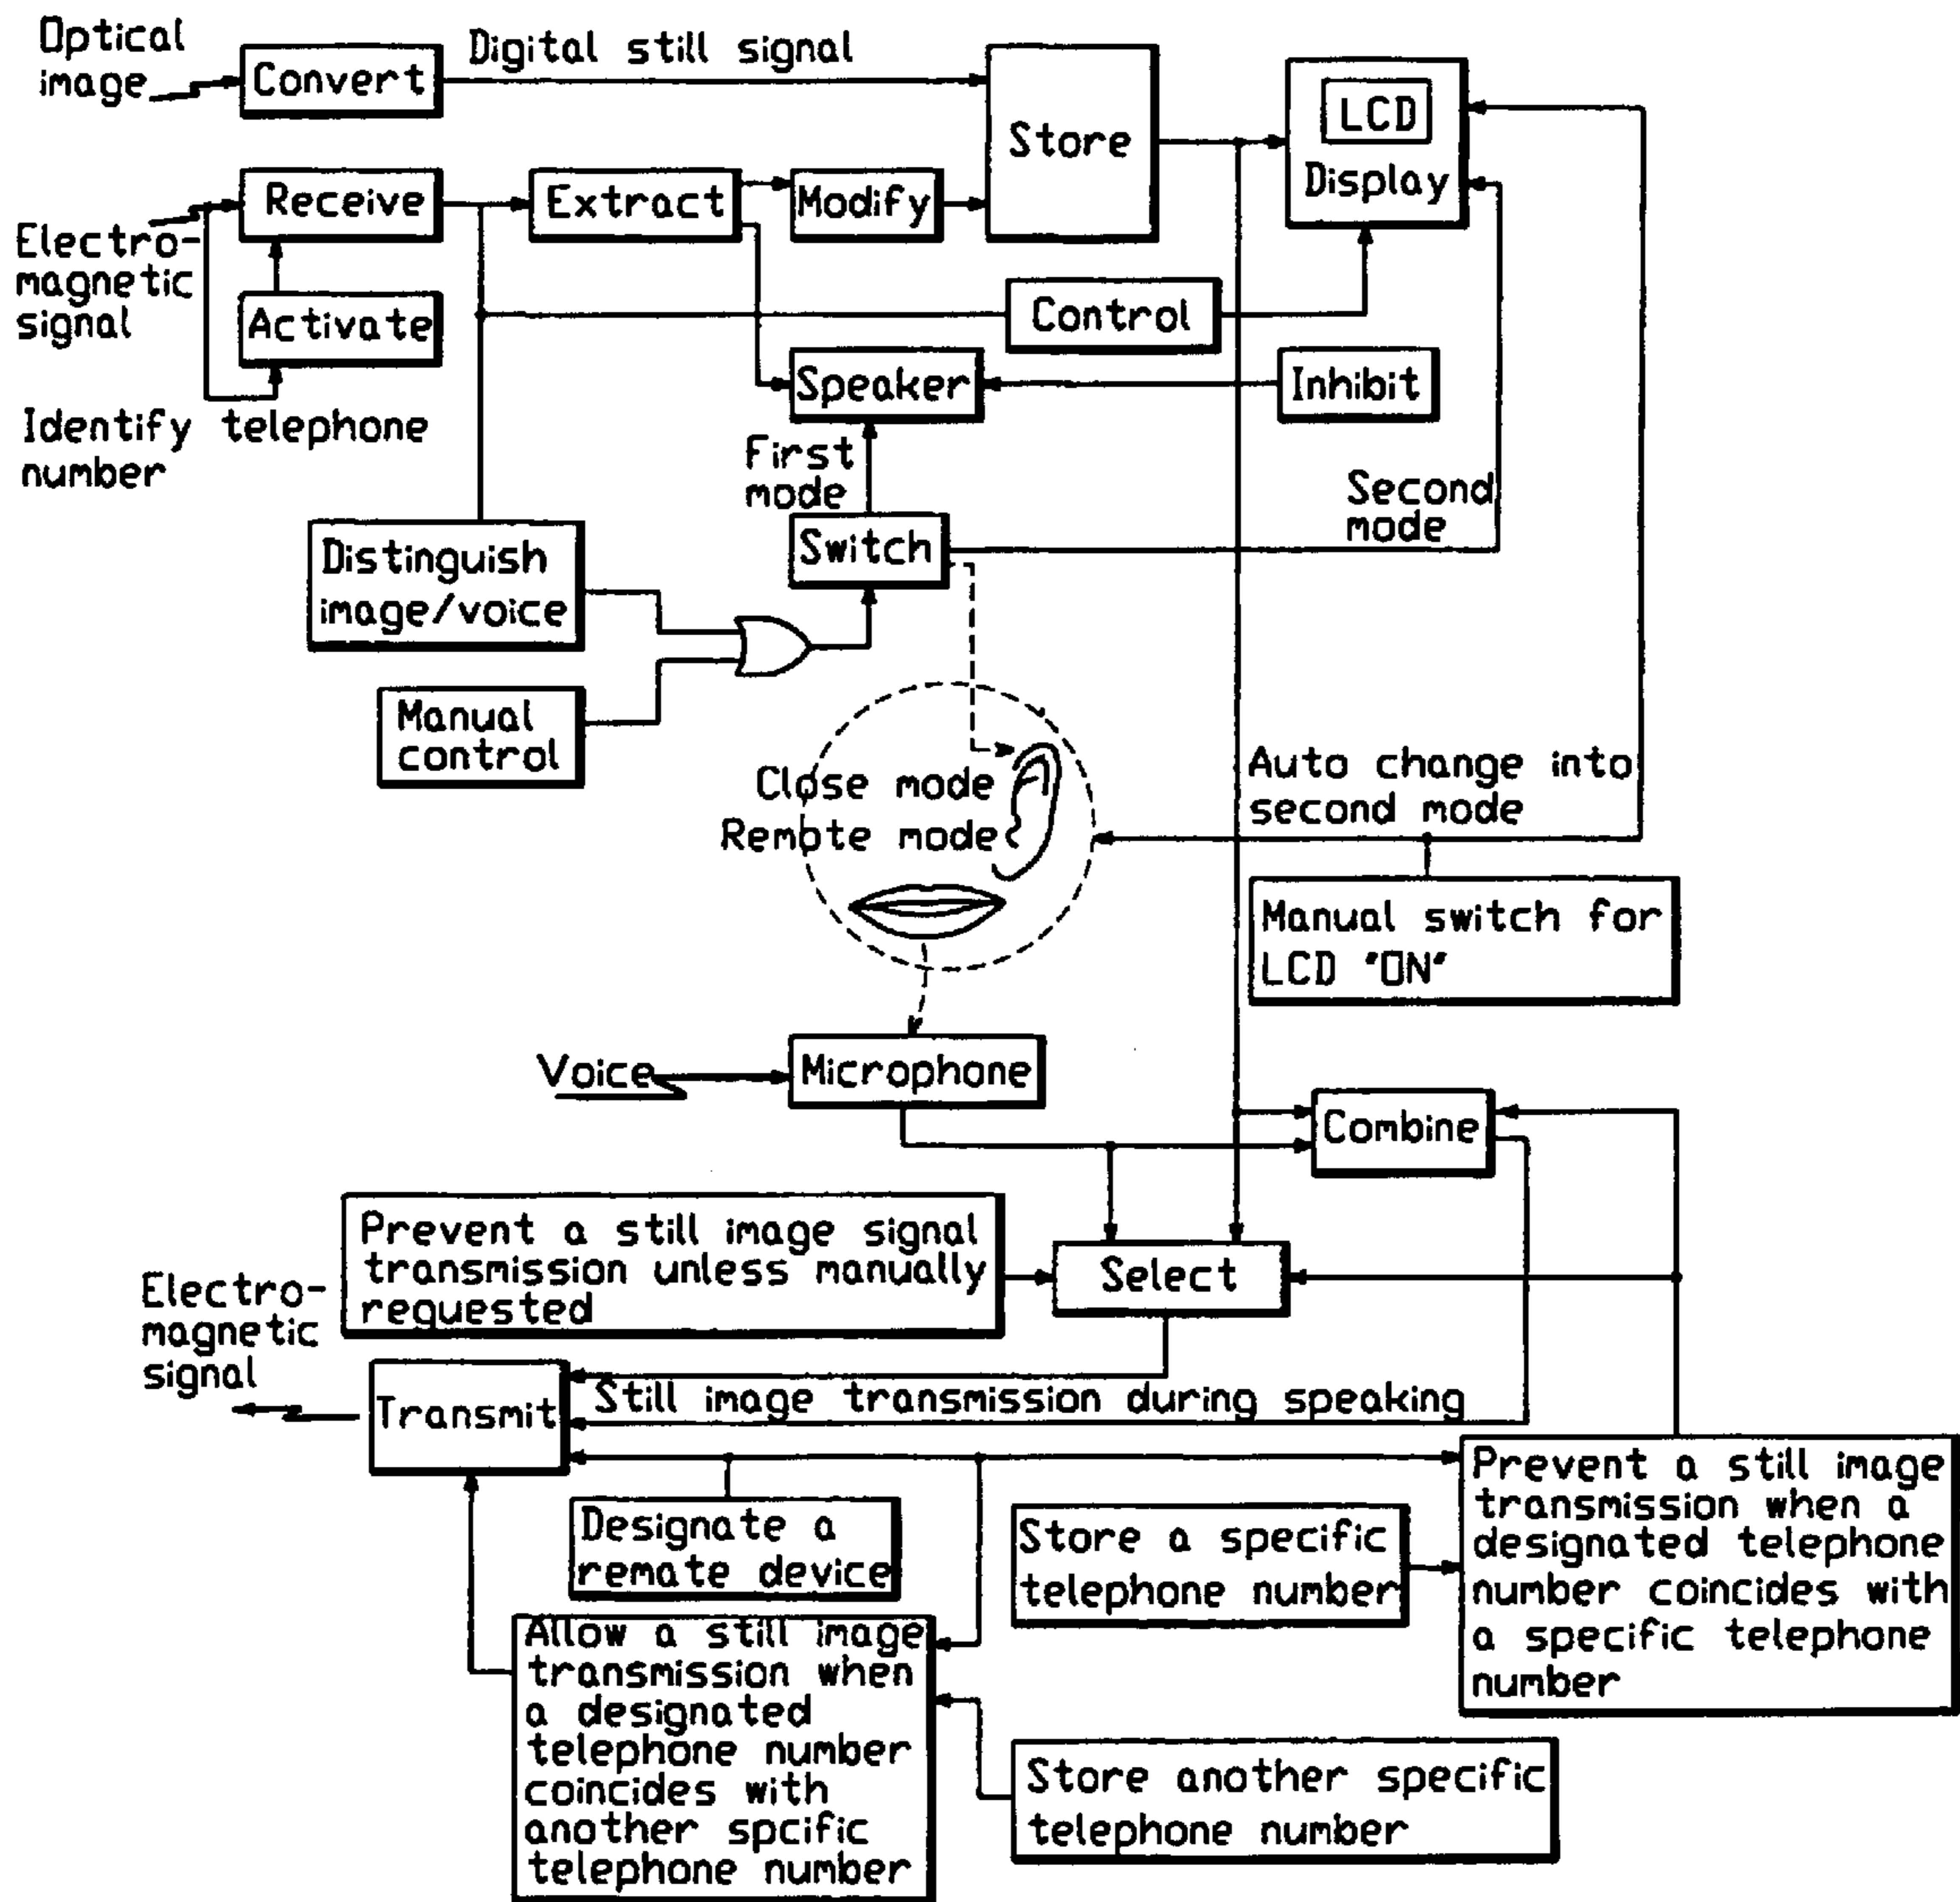 Optical
image
Convert
Digital still signal
Store
LCD
Display
Receive
Extract
Modify
Electro-
magnetic
signal
Activate
Control
Speaker
Inhibit
Identify telephone
number
First
mode
Second
mode
Switch
Distinguish
image/voice
Manual
control
Close mode
Remote mode
Auto change into
second mode
Manual switch for
LCD "ON"
Voice
Microphone
Combine
Prevent a still image signal
transmission unless manually
requested
Select
Electro-
magnetic
signal
Transmit
Still image transmission during speaking
Designate a
remate device
Store a specific
telephone number
Prevent a still image
transmission when a
designated telephone
number coincides with
a specific telephone
number
Allow a still image
transmission when
a designated
telephone number
coincides with
another spcific
telephone number
Store another specific
telephone number